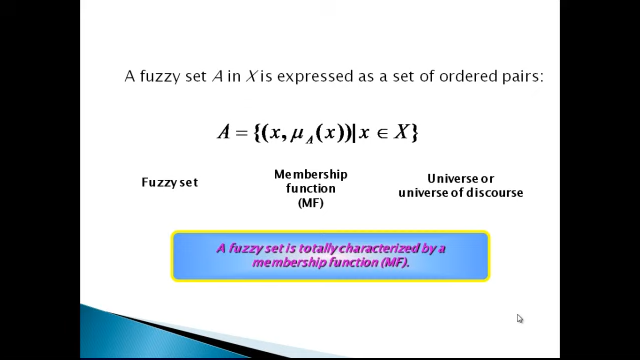 A fuzzy set A in X is expressed as a set of ordered pairs:
A = {(x, μ_A(x))| x ∈ X}
Fuzzy set
Membership
function
(MF)
Universe or
universe of discourse
A fuzzy set is totally characterized by a
membership function (MF).